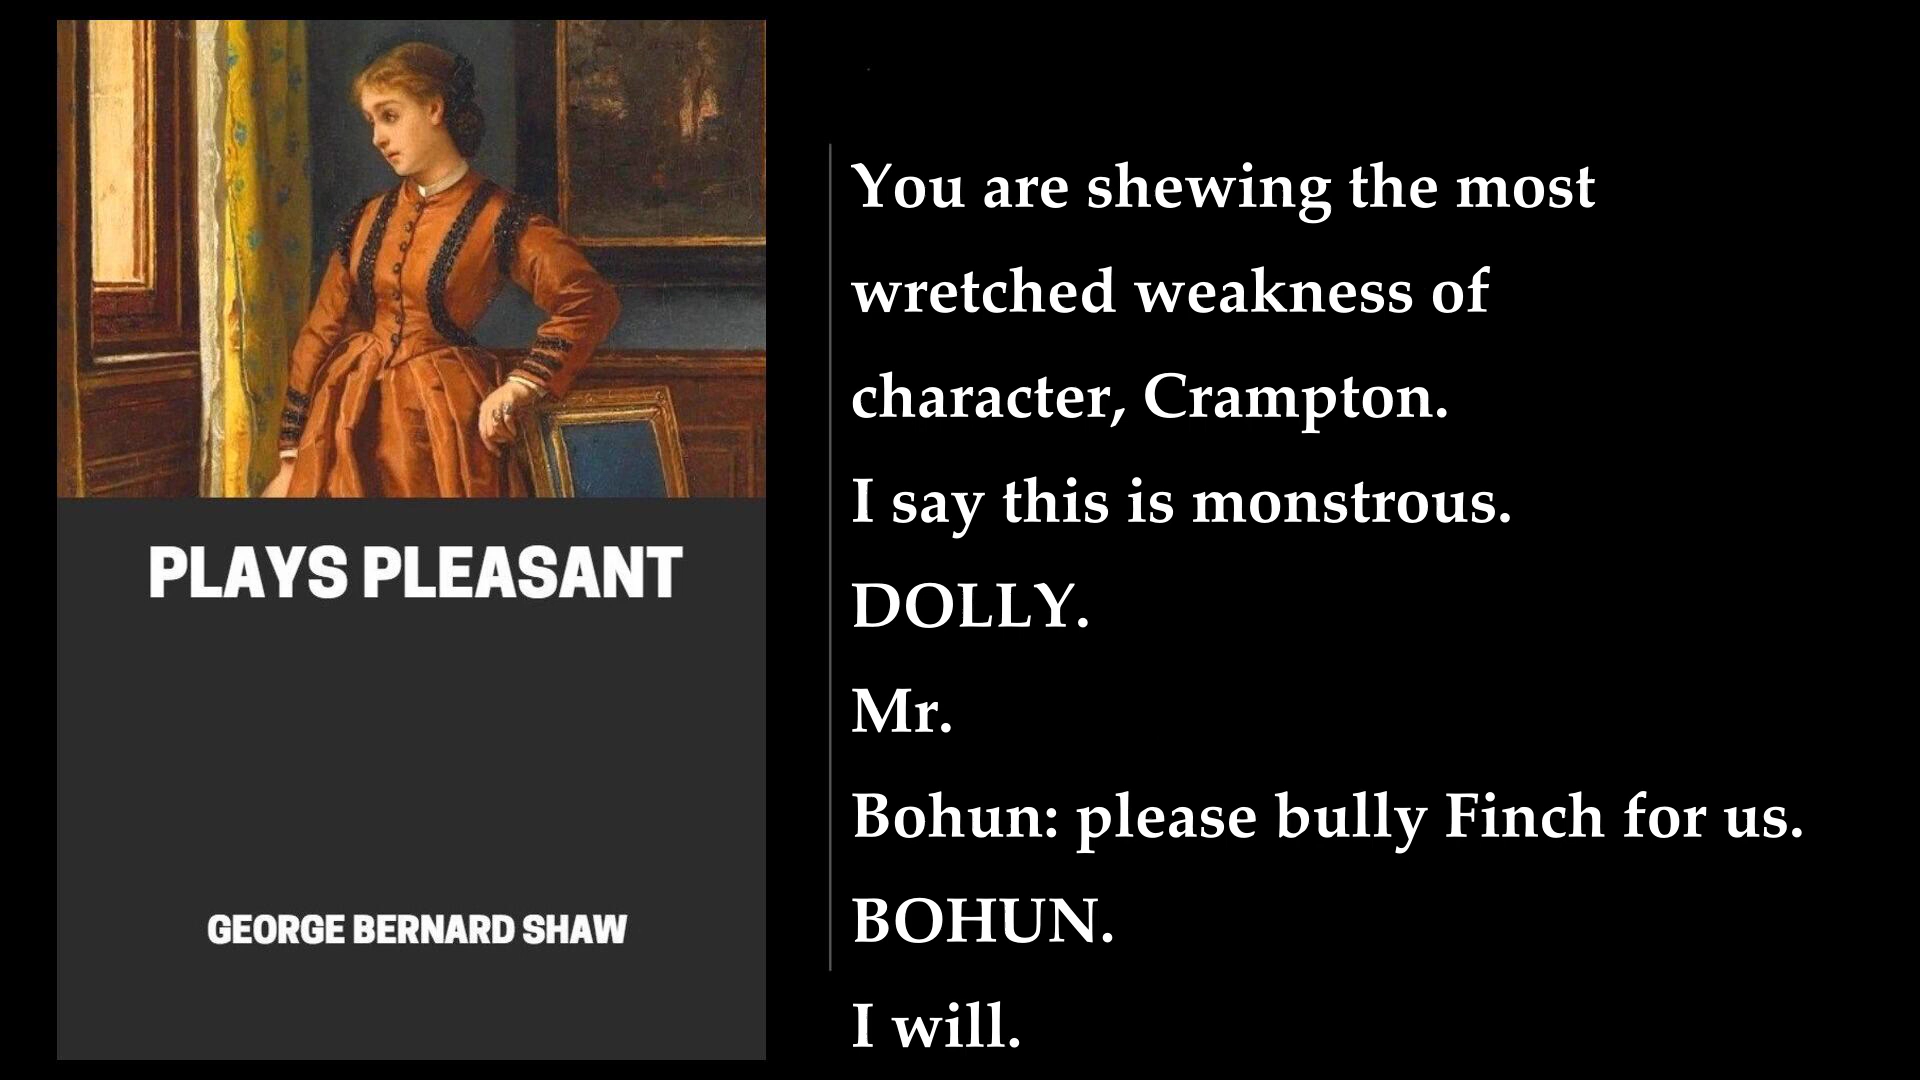 PLAYS PLEASANT
GEORGE BERNARD SHAW
You are shewing the most
wretched weakness of
character, Crampton.
I say this is monstrous.
DOLLY.
Mr.
Bohun: please bully Finch for us.
BOHUN.
I will.